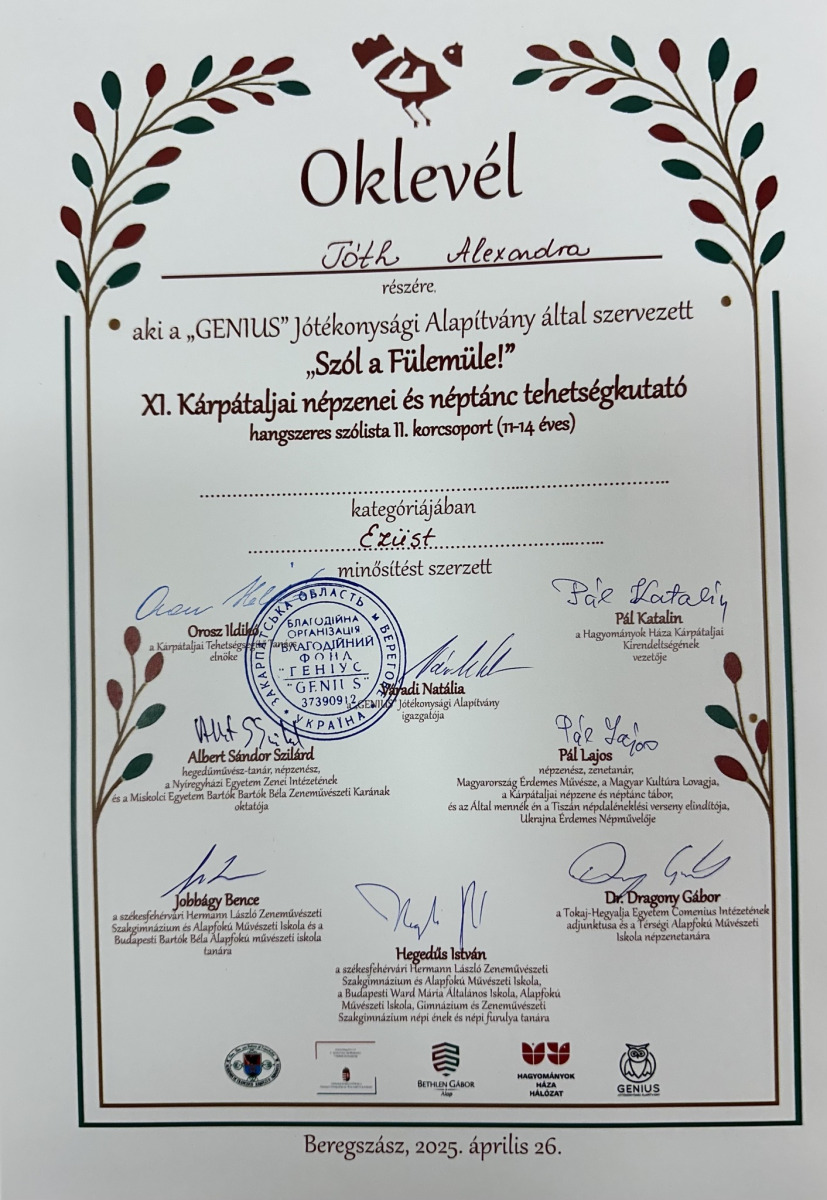 Oklevél
Tóth Alexandra
részére,
aki a „GENIUS” Jótékonysági Alapítvány által szervezett
„Szól a Fülemüle!”
XI. Kárpátaljai népzenei és néptánc tehetségkutató
hangszeres szólista II. korcsoport (11-14 éves)
kategóriájában
Ezüst
minősítést szerzett
Orosz Ildikó,
a Kárpátaljai Tehetségsegítő Tanács
elnöke
Pál Katalin
Pál Katalin
a Hagyományok Háza Kárpátaljai
Kirendeltségének
vezetője
ЗАКАРПАТСЬКА ОБЛАСТЬ
УКРАЇНА
БЛАГОДІЙНА
ОРГАНІЗАЦІЯ
БЛАГОДІЙНИЙ
ФОНД
"ГЕНІУС"
"GENIUS"
37390912
Váradi Natália
a „GENIUS” Jótékonysági Alapítvány
igazgatója
Albert Sándor Szilárd
hegedűművész-tanár, népzenész,
a Nyíregyházi Egyetem Zenei Intézetének
és a Miskolci Egyetem Bartók Bartók Béla Zeneművészeti Karának
oktatója
Pál Lajos
Pál Lajos
népzenész, zenetanár,
Magyarország Érdemes Művésze, a Magyar Kultúra Lovagja,
a Kárpátaljai népzene és néptánc tábor,
és az Által mennék én a Tiszán népdaléneklési verseny elindítója,
Ukrajna Érdemes Népművelője
Jobbágy Bence
a székesfehérvári Hermann László Zeneművészeti
Szakgimnázium és Alapfokú Művészeti Iskola és a
Budapesti Bartók Béla Alapfokú művészeti iskola
tanára
Hegedűs István
a székesfehérvári Hermann László Zeneművészeti
Szakgimnázium és Alapfokú Művészeti Iskola,
a Budapesti Ward Mária Általános Iskola, Alapfokú
Művészeti Iskola, Gimnázium és Zeneművészeti
Szakgimnázium népi ének és népi furulya tanára
Dr. Dragony Gábor
a Tokaj-Hegyalja Egyetem Comenius Intézetének
adjunktusa és a Térségi Alapfokú Művészeti
Iskola népzenetanára
BETHLEN GÁBOR
Alap
HAGYOMÁNYOK
HÁZA
HÁLÓZAT
GENIUS
Beregszász, 2025. április 26.